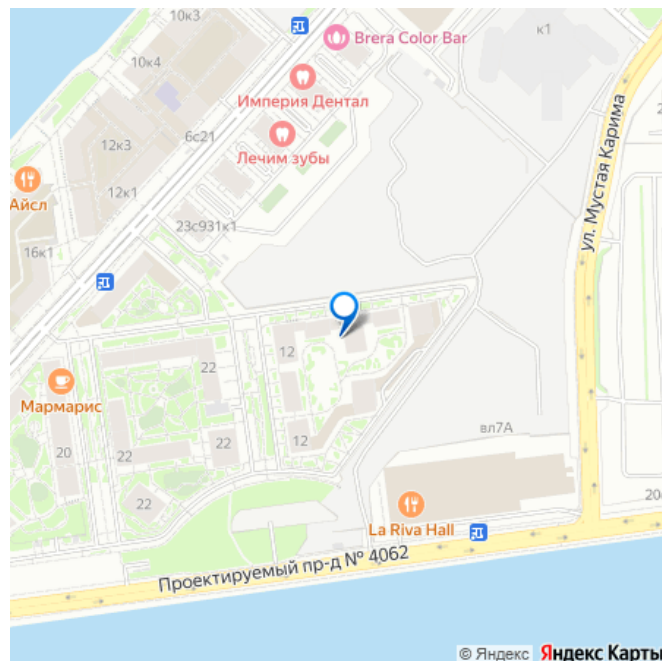 10к3
к1
Brera Color Bar
10к4
Империя Дентал
6с21
12к3
Лечим зубы
ул. Мустая Карима
Айсл
12к1
23с931к1
16к1
12
22
Мармарис
22
12
вл7А
20
22
22
20
La Riva Hall
Проектируемый пр-д № 4062
© Яндекс Яндекс Карты